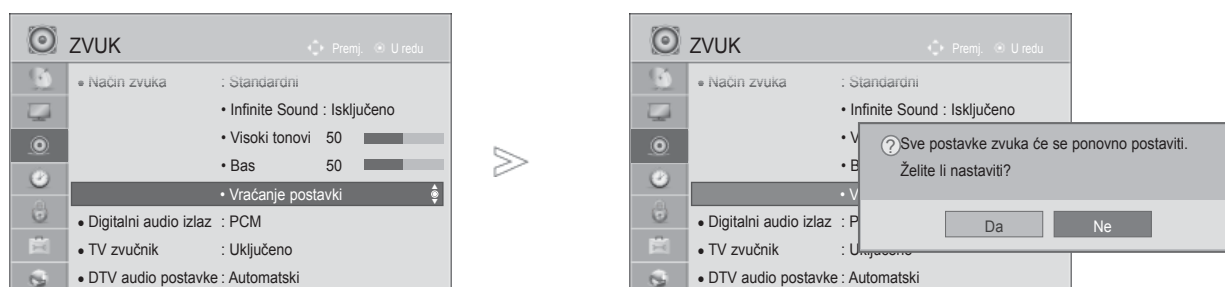 ZVUK
Premj. U redu
• Način zvuka : Standardni
• Infinite Sound : Isključeno
• Visoki tonovi 50
• Bas 50
• Vraćanje postavki
• Digitalni audio izlaz : PCM
• TV zvučnik : Uključeno
• DTV audio postavke : Automatski
ZVUK
Premj. U redu
• Način zvuka : Standardni
• Infinite Sound : Isključeno
• V
• B
• V
• Digitalni audio izlaz : P
• TV zvučnik : Uključeno
• DTV audio postavke : Automatski
Sve postavke zvuka će se ponovno postaviti.
Želite li nastaviti?
Da
Ne